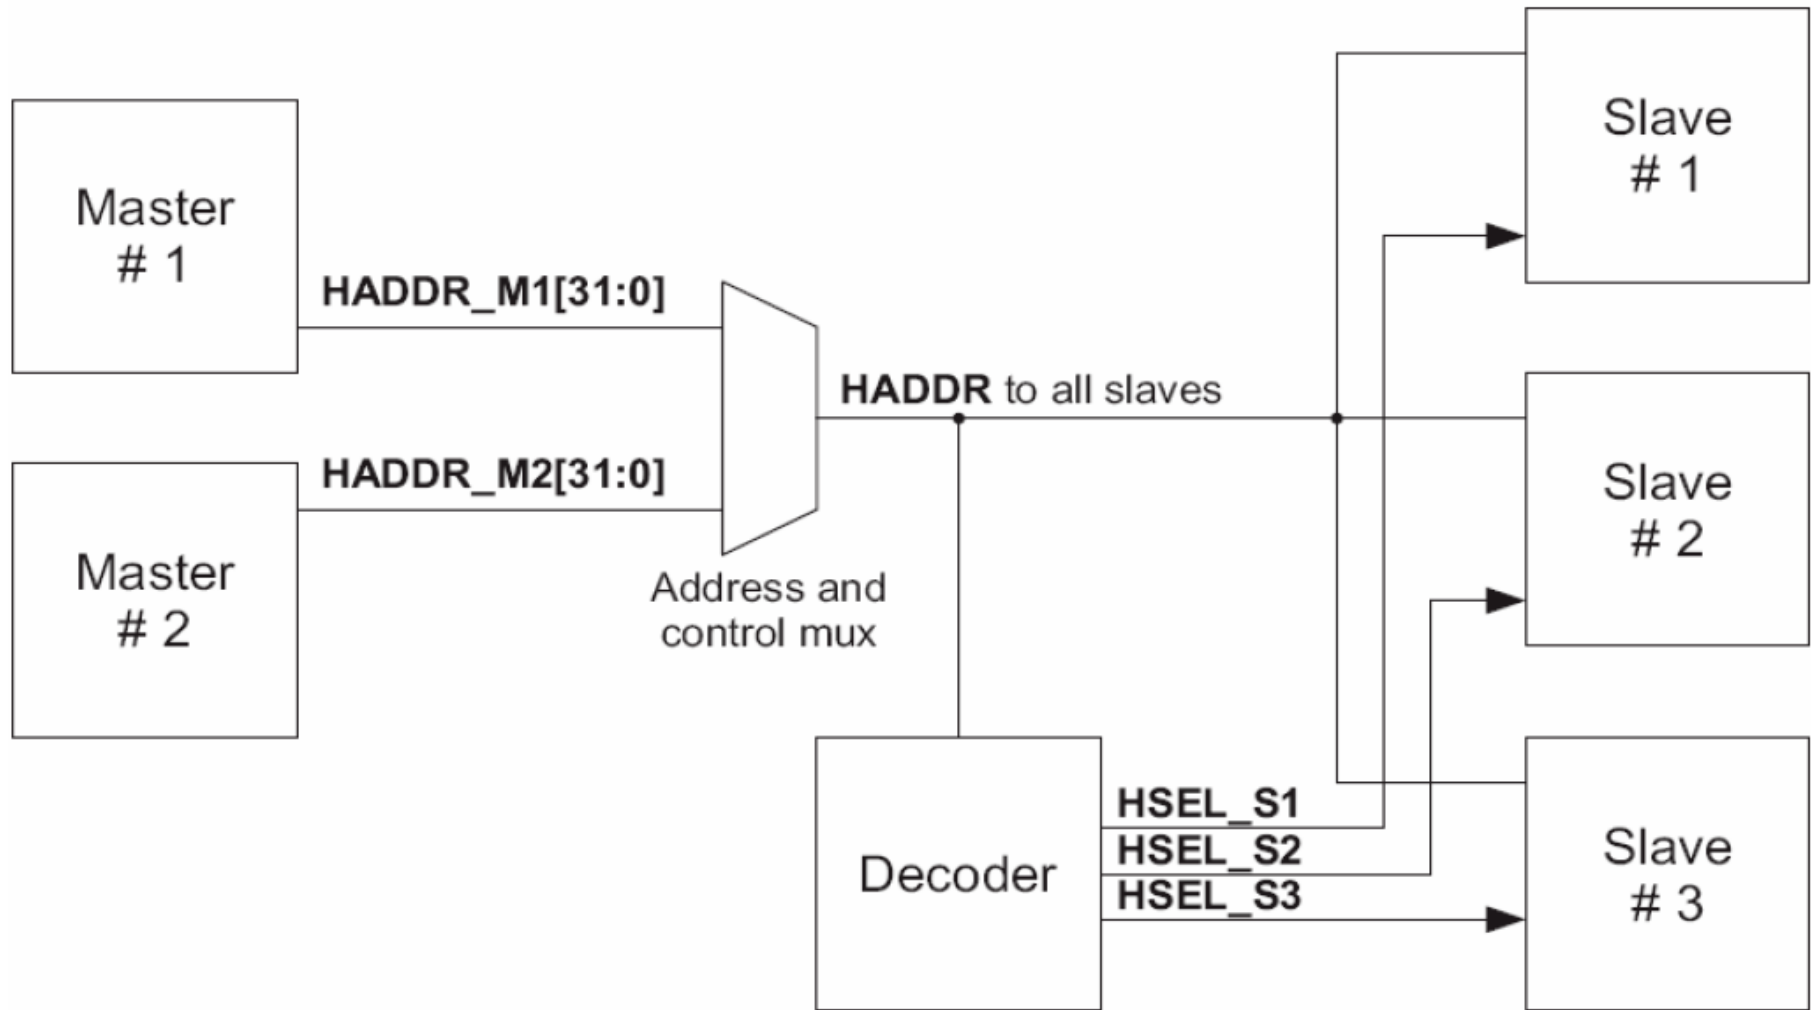 Master
# 1
HADDR_M1[31:0]
Master
# 2
HADDR_M2[31:0]
Address and
control mux
HADDR to all slaves
Decoder
HSEL_S1
HSEL_S2
HSEL_S3
Slave
# 1
Slave
# 2
Slave
# 3